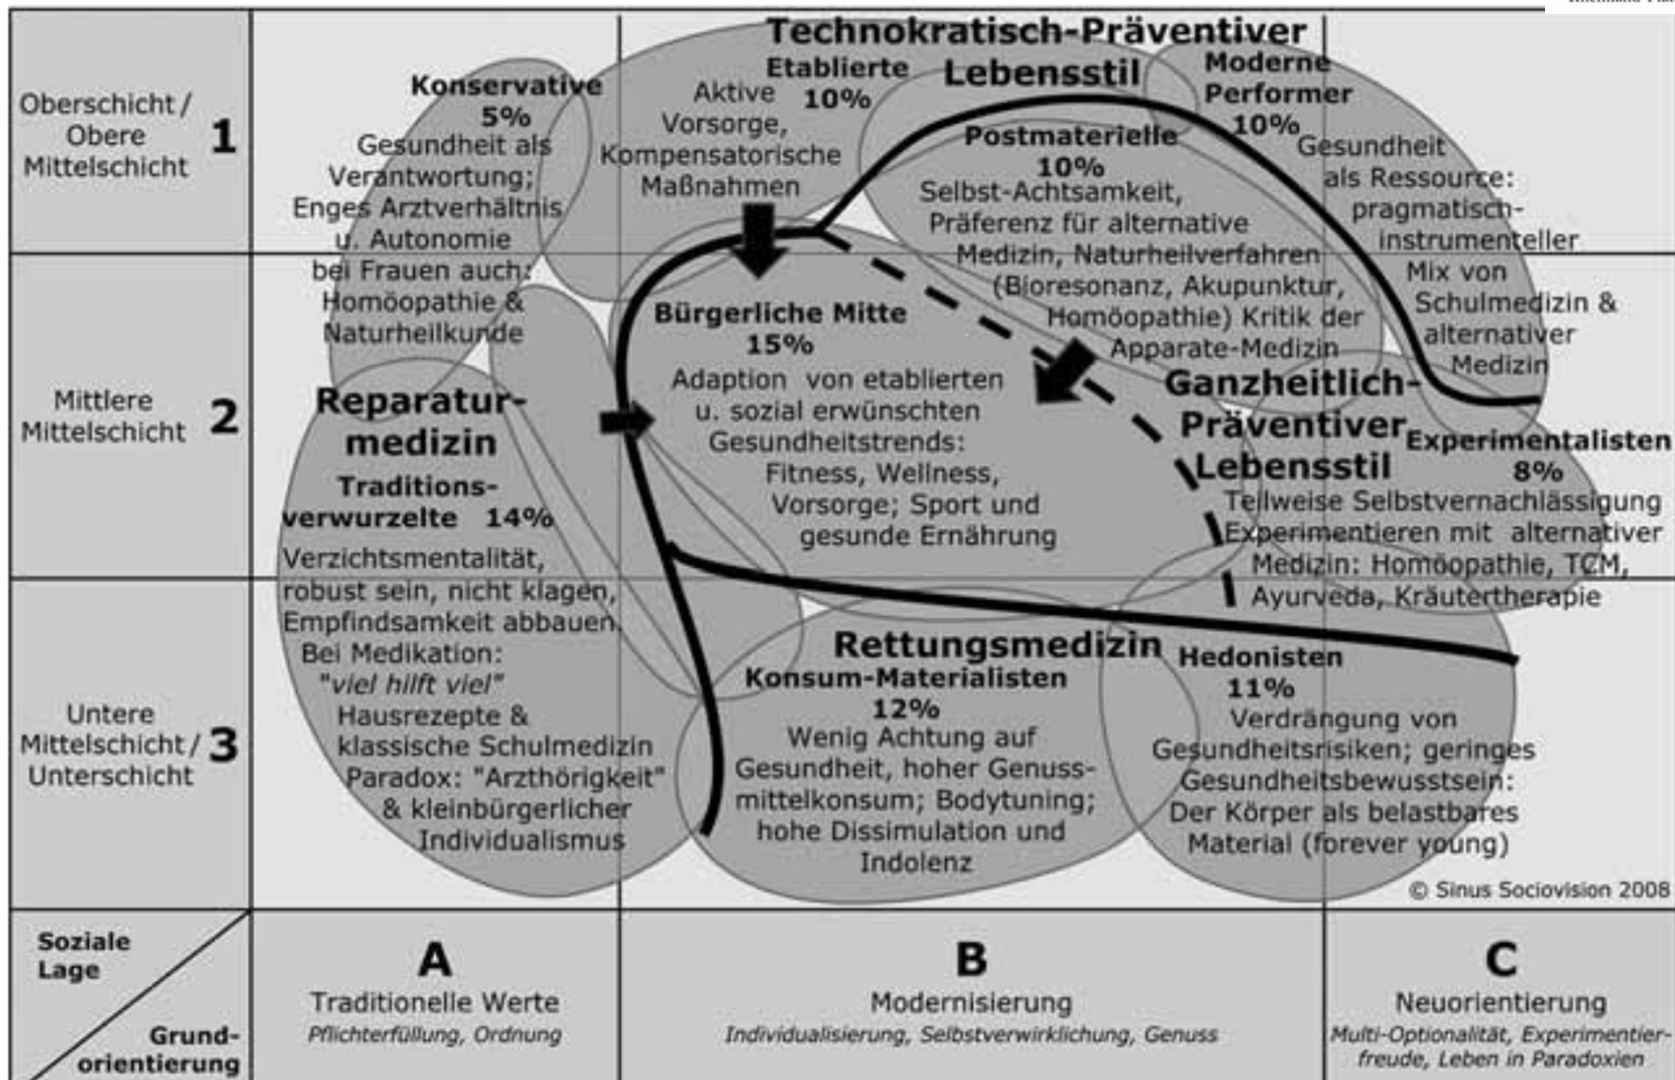 Technokratisch-Präventiver
Lebensstil
Oberschicht /
Obere
Mittelschicht
1
Konservative
5%
Gesundheit als
Verantwortung;
Enges Arztverhältnis
u. Autonomie
bei Frauen auch:
Homöopathie &
Naturheilkunde
Etablierte
10%
Aktive
Vorsorge,
Kompensatorische
Maßnahmen
Postmaterielle
10%
Selbst-Achtsamkeit,
Präferenz für alternative
Medizin, Naturheilverfahren
(Bioresonanz, Akupunktur,
Homöopathie) Kritik der
Apparate-Medizin
Moderne
Performer
10%
Gesundheit
als Ressource:
pragmatisch-
instrumenteller
Mix von
Schulmedizin &
alternativer
Medizin
Mittlere
Mittelschicht
2
Reparatur-
medizin
Traditions-
verwurzelte 14%
Verzichtsmentalität,
robust sein, nicht klagen,
Empfindsamkeit abbauen
Bei Medikation:
"viel hilft viel"
Hausrezepte &
klassische Schulmedizin
Paradox: "Arzthörigkeit"
& kleinbürgerlicher
Individualismus
Bürgerliche Mitte
15%
Adaption von etablierten
u. sozial erwünschten
Gesundheitstrends:
Fitness, Wellness,
Vorsorge; Sport und
gesunde Ernährung
Ganzheitlich-
Präventiver
Lebensstil
Experimentalisten
8%
Teilweise Selbstvernachlässigung
Experimentieren mit alternativer
Medizin: Homöopathie, TCM,
Ayurveda, Kräutertherapie
Untere
Mittelschicht /
Unterschicht
3
Rettungsmedizin
Konsum-Materialisten
12%
Wenig Achtung auf
Gesundheit, hoher Genuss-
mittelkonsum; Bodytuning;
hohe Dissimulation und
Indolenz
Hedonisten
11%
Verdrängung von
Gesundheitsrisiken; geringes
Gesundheitsbewusstsein:
Der Körper als belastbares
Material (forever young)
© Sinus Sociovision 2008
Soziale
Lage
Grund-
orientierung
A
Traditionelle Werte
Pflichterfüllung, Ordnung
B
Modernisierung
Individualisierung, Selbstverwirklichung, Genuss
C
Neuorientierung
Multi-Optionalität, Experimentier-
freude, Leben in Paradoxien